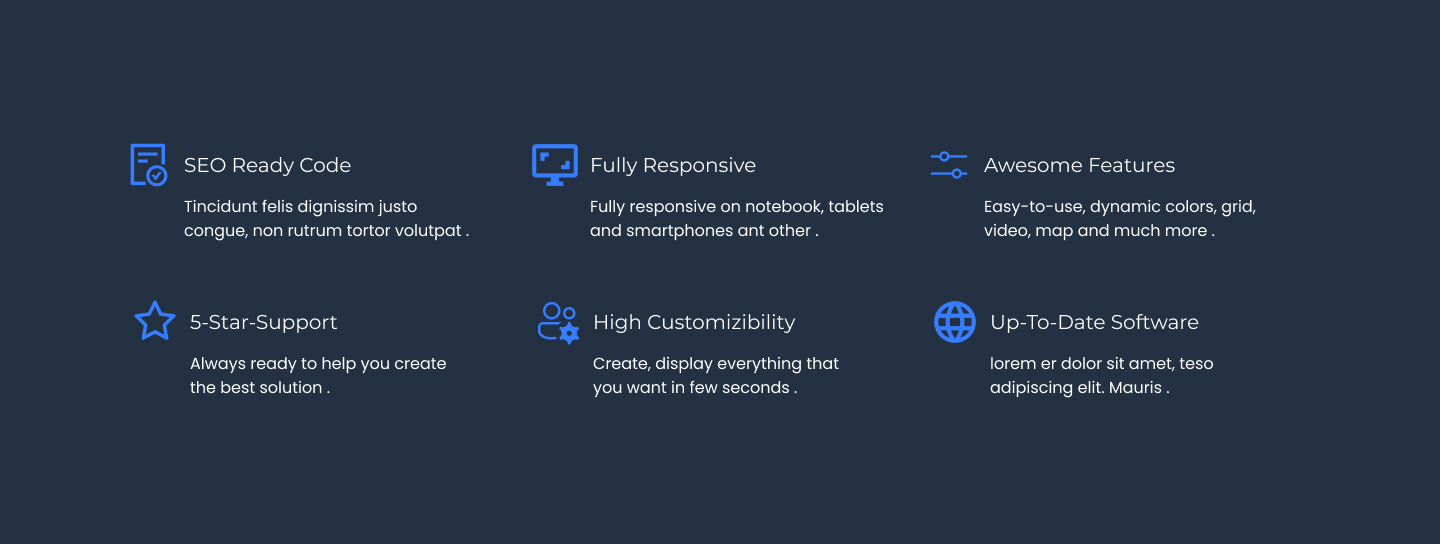 SEO Ready Code
Tincidunt felis dignissim justo
congue, non rutrum tortor volutpat .
Fully Responsive
Fully responsive on notebook, tablets
and smartphones ant other .
Awesome Features
Easy-to-use, dynamic colors, grid,
video, map and much more .
5-Star-Support
Always ready to help you create
the best solution .
High Customizibility
Create, display everything that
you want in few seconds .
Up-To-Date Software
lorem er dolor sit amet, teso
adipiscing elit. Mauris .